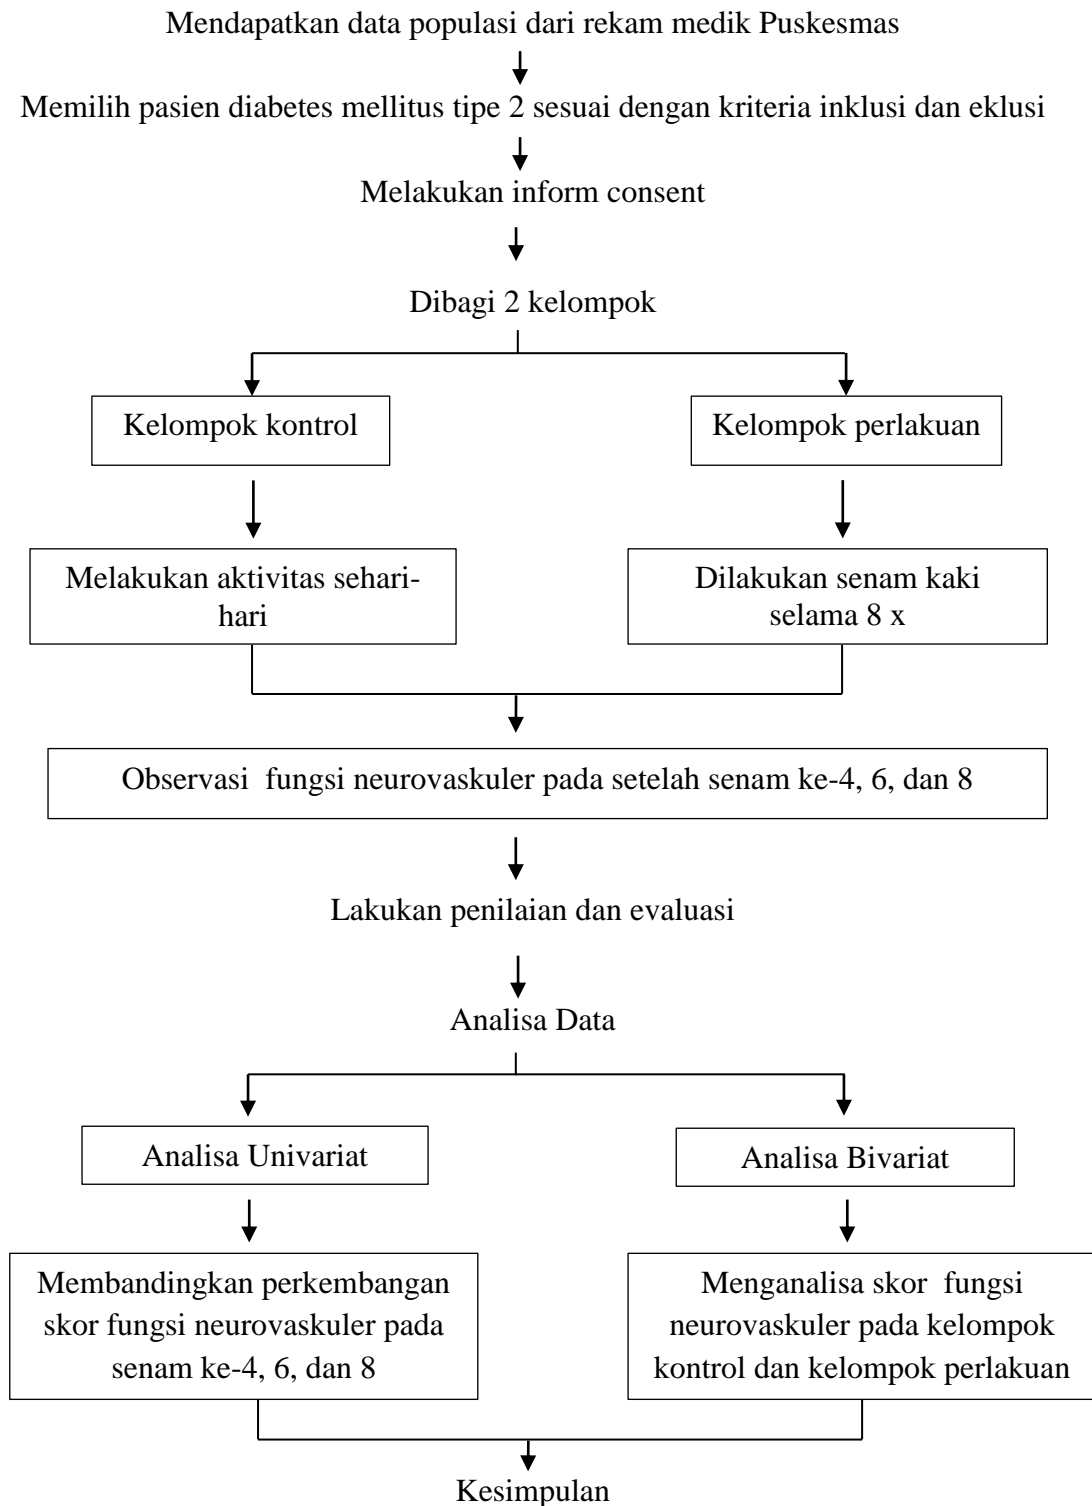 Mendapatkan data populasi dari rekam medik Puskesmas
Memilih pasien diabetes mellitus tipe 2 sesuai dengan kriteria inklusi dan eklusi
Melakukan inform consent
Dibagi 2 kelompok
Kelompok kontrol
Kelompok perlakuan
Melakukan aktivitas sehari-
hari
Dilakukan senam kaki
selama 8 x
Observasi fungsi neurovaskuler pada setelah senam ke-4, 6, dan 8
Lakukan penilaian dan evaluasi
Analisa Data
Analisa Univariat
Analisa Bivariat
Membandingkan perkembangan
skor fungsi neurovaskuler pada
senam ke-4, 6, dan 8
Menganalisa skor fungsi
neurovaskuler pada kelompok
kontrol dan kelompok perlakuan
Kesimpulan